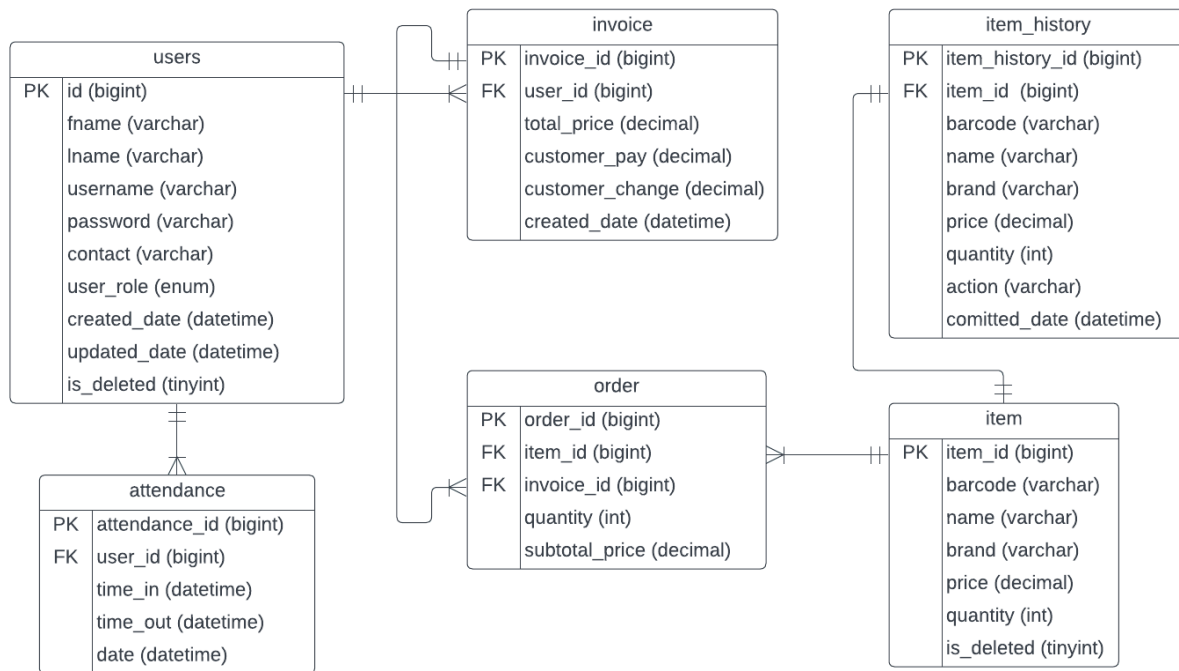 users
PK id (bigint)
fname (varchar)
lname (varchar)
username (varchar)
password (varchar)
contact (varchar)
user_role (enum)
created_date (datetime)
updated_date (datetime)
is_deleted (tinyint)
attendance
PK attendance_id (bigint)
FK user_id (bigint)
time_in (datetime)
time_out (datetime)
date (datetime)
invoice
PK invoice_id (bigint)
FK user_id (bigint)
total_price (decimal)
customer_pay (decimal)
customer_change (decimal)
created_date (datetime)
order
PK order_id (bigint)
FK item_id (bigint)
FK invoice_id (bigint)
quantity (int)
subtotal_price (decimal)
item_history
PK item_history_id (bigint)
FK item_id (bigint)
barcode (varchar)
name (varchar)
brand (varchar)
price (decimal)
quantity (int)
action (varchar)
comitted_date (datetime)
item
PK item_id (bigint)
barcode (varchar)
name (varchar)
brand (varchar)
price (decimal)
quantity (int)
is_deleted (tinyint)